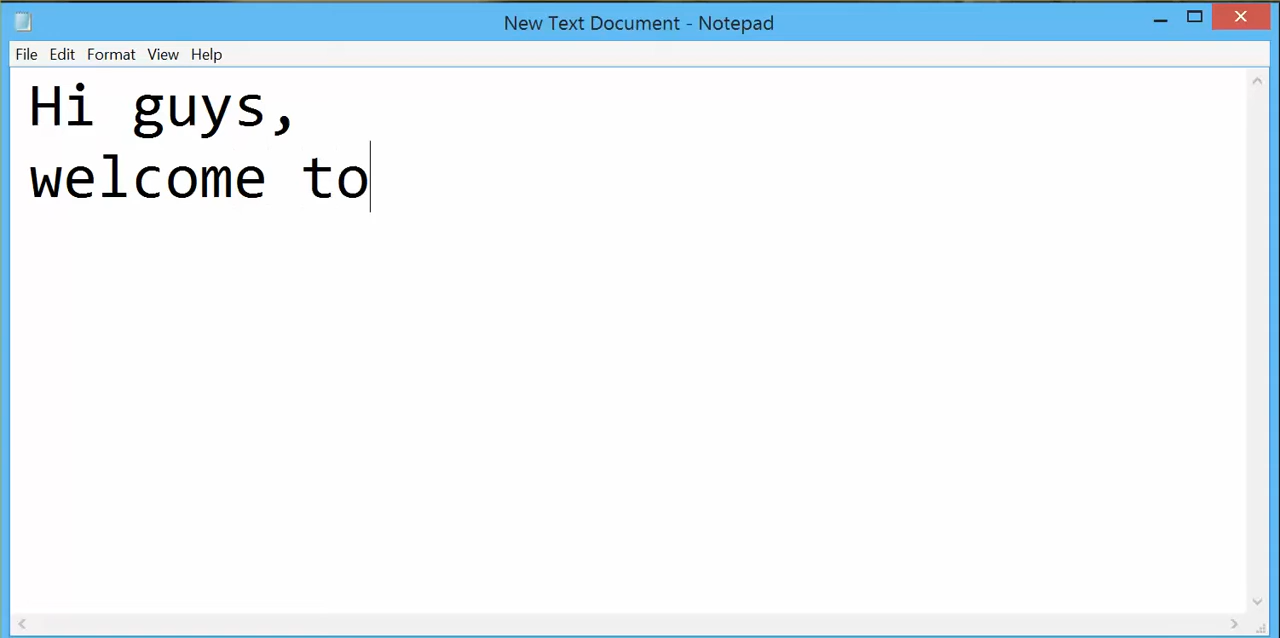 New Text Document - Notepad
File Edit Format View Help
Hi guys,
welcome to